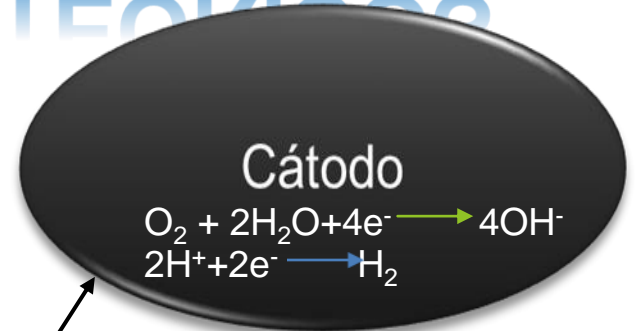 Cátodo
O₂ + 2H₂O+4e⁻ → 4OH⁻
2H⁺+2e⁻ → H₂